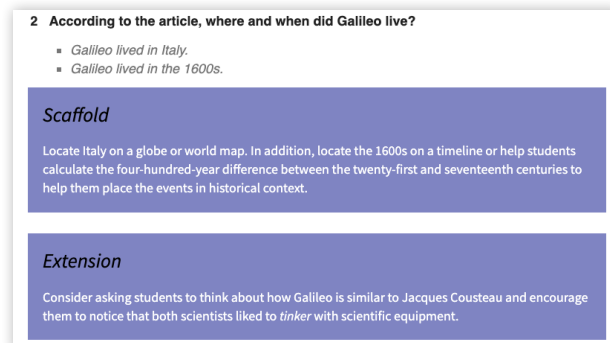 2 According to the article, where and when did Galileo live?
▪ Galileo lived in Italy.
▪ Galileo lived in the 1600s.
Scaffold
Locate Italy on a globe or world map. In addition, locate the 1600s on a timeline or help students
calculate the four-hundred-year difference between the twenty-first and seventeenth centuries to
help them place the events in historical context.
Extension
Consider asking students to think about how Galileo is similar to Jacques Cousteau and encourage
them to notice that both scientists liked to tinker with scientific equipment.